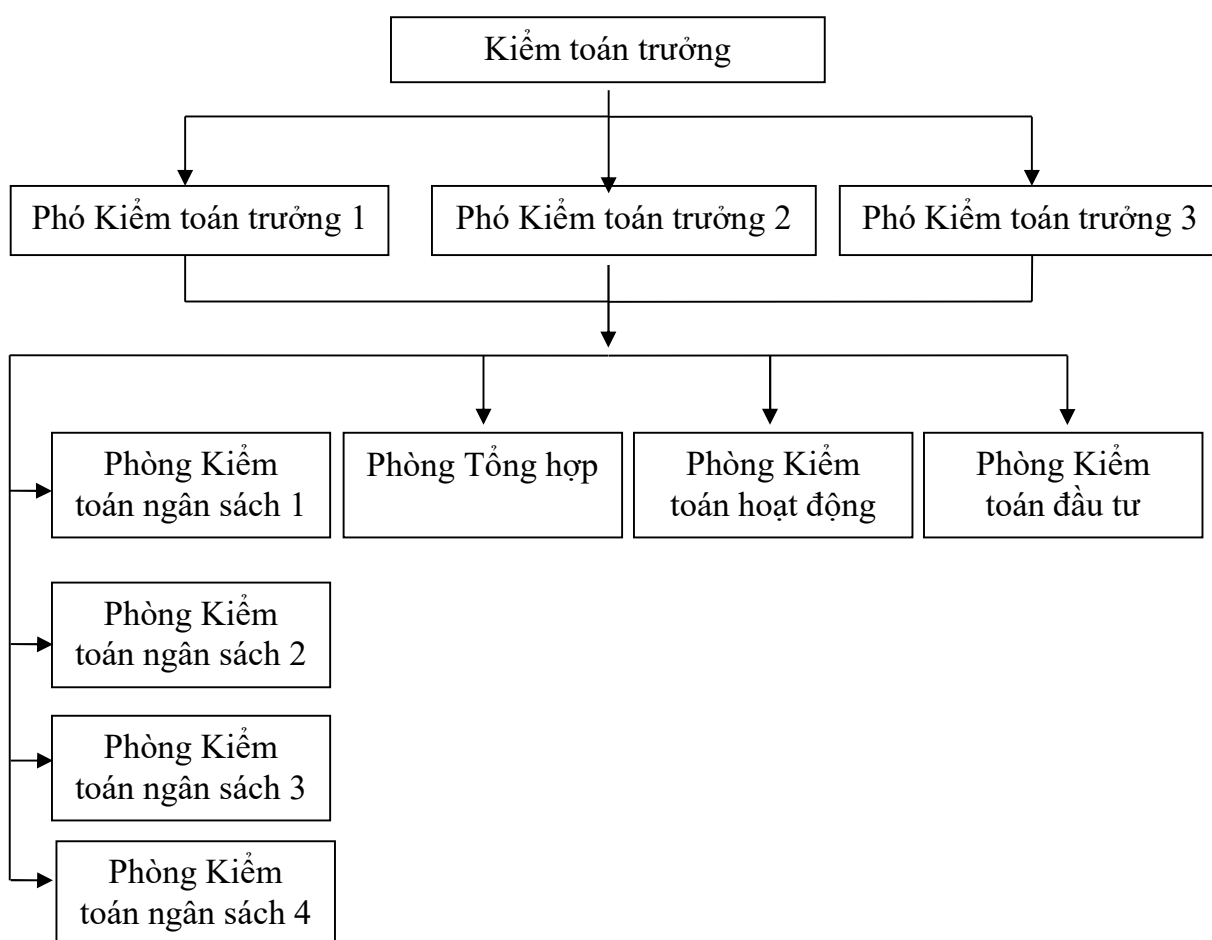 Kiểm toán trưởng
Phó Kiểm toán trưởng 1
Phó Kiểm toán trưởng 2
Phó Kiểm toán trưởng 3
Phòng Kiểm
toán ngân sách 1
Phòng Tổng hợp
Phòng Kiểm
toán hoạt động
Phòng Kiểm
toán đầu tư
Phòng Kiểm
toán ngân sách 2
Phòng Kiểm
toán ngân sách 3
Phòng Kiểm
toán ngân sách 4